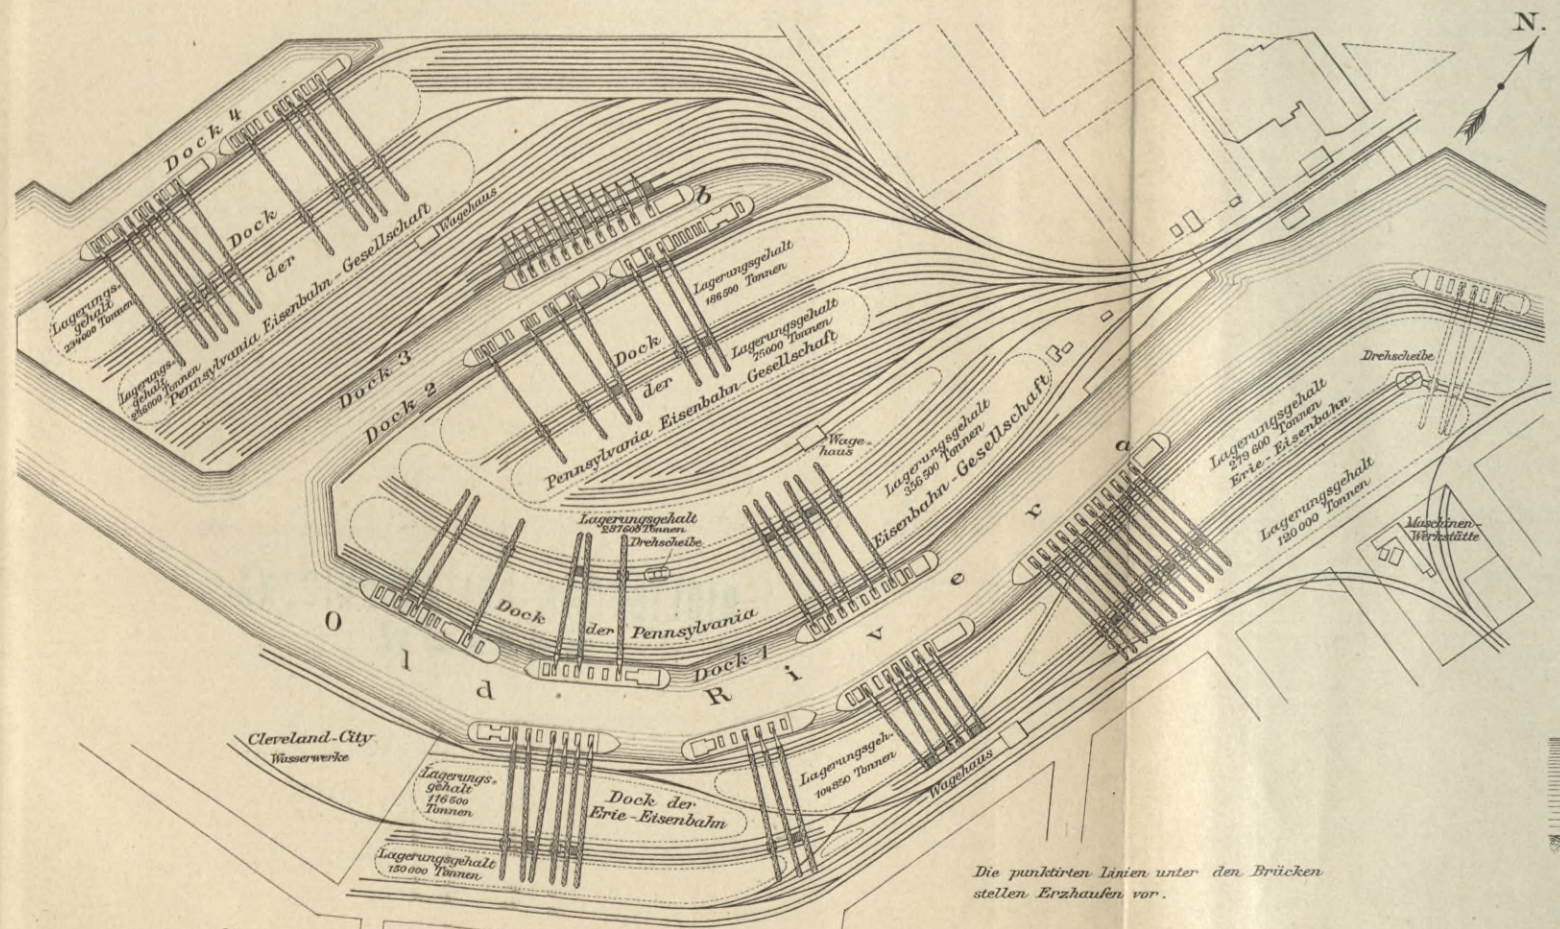 N.
Dock 4
Dock
der
Pennsylvania Eisenbahn-Gesellschaft
Wagehaus
Lagerungs-
gehalt
Tonnen
Lagerungs-
gehalt
Tonnen
b
Dock 3
Dock 2
Lagerungsgehalt
186500 Tonnen
Dock
der
Lagerungsgehalt
75000 Tonnen
Pennsylvania Eisenbahn-Gesellschaft
Wage-
haus
Lagerungsgehalt
356500 Tonnen
Eisenbahn-Gesellschaft
Lagerungsgehalt
Tonnen
Drehscheibe
Dock der Pennsylvania
Dock 1
Old River
a
Drehscheibe
Lagerungsgehalt
279600 Tonnen
Erie-Eisenbahn
Lagerungsgehalt
120000 Tonnen
Maschinen-
Werkstätte
Cleveland-City
Wasserwerke
Lagerungs-
gehalt
116500
Tonnen
Dock der
Erie-Eisenbahn
Lagerungsgeh.
104850 Tonnen
Wagehaus
Lagerungsgehalt
150000 Tonnen
Die punktirten Linien unter den Brücken
stellen Erzhaufen vor.